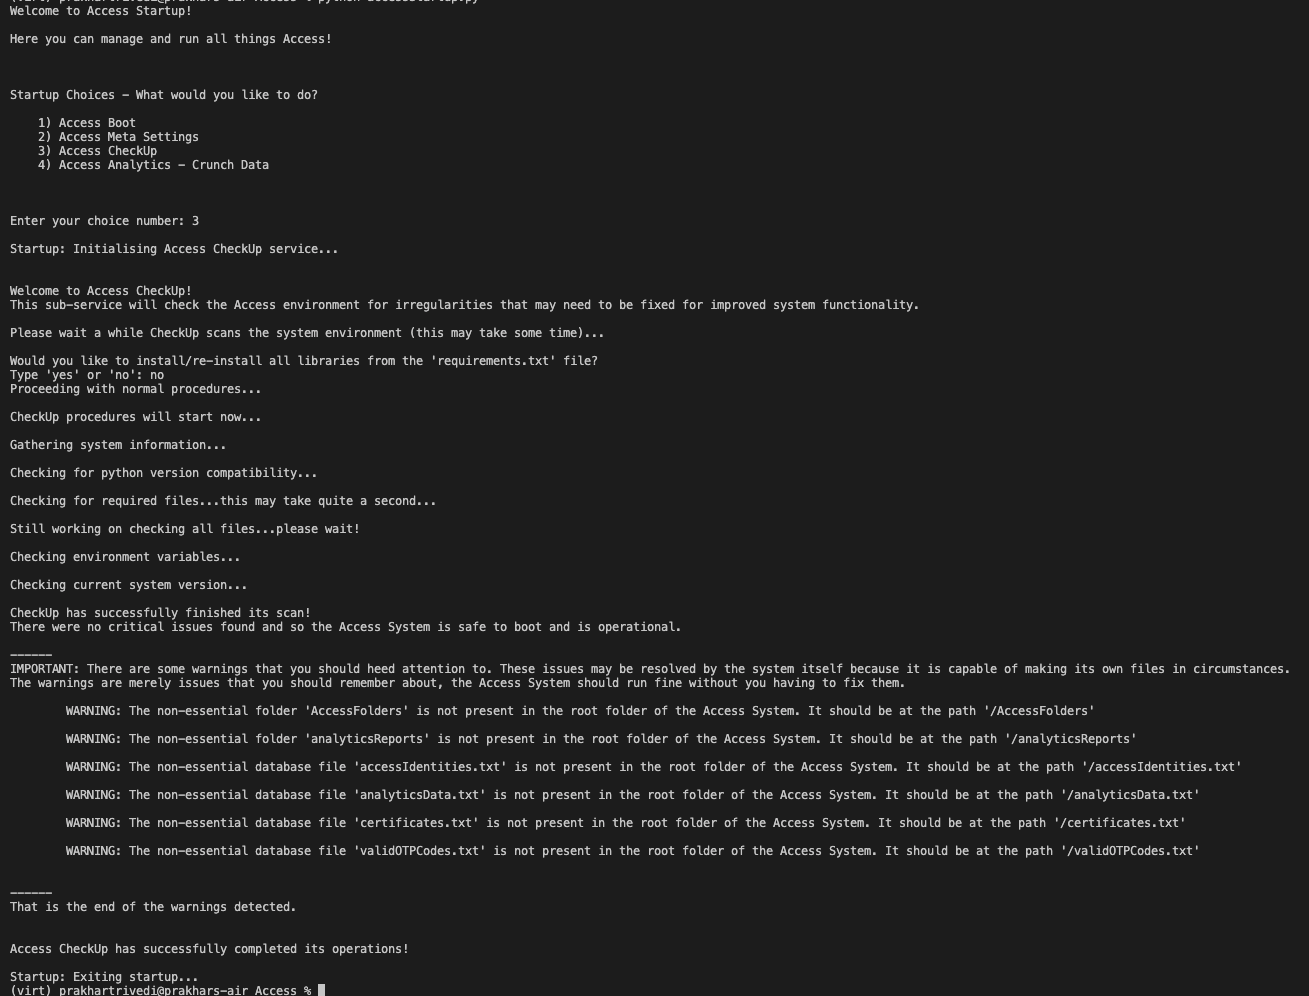 Welcome to Access Startup!
Here you can manage and run all things Access!
Startup Choices - What would you like to do?
1) Access Boot
2) Access Meta Settings
3) Access CheckUp
4) Access Analytics - Crunch Data
Enter your choice number: 3
Startup: Initialising Access CheckUp service...
Welcome to Access CheckUp!
This sub-service will check the Access environment for irregularities that may need to be fixed for improved system functionality.
Please wait a while CheckUp scans the system environment (this may take some time)...
Would you like to install/re-install all libraries from the 'requirements.txt' file?
Type 'yes' or 'no': no
Proceeding with normal procedures...
CheckUp procedures will start now...
Gathering system information...
Checking for python version compatibility...
Checking for required files...this may take quite a second...
Still working on checking all files...please wait!
Checking environment variables...
Checking current system version...
CheckUp has successfully finished its scan!
There were no critical issues found and so the Access System is safe to boot and is operational.
------
IMPORTANT: There are some warnings that you should heed attention to. These issues may be resolved by the system itself because it is capable of making its own files in circumstances.
The warnings are merely issues that you should remember about, the Access System should run fine without you having to fix them.
WARNING: The non-essential folder 'AccessFolders' is not present in the root folder of the Access System. It should be at the path '/AccessFolders'
WARNING: The non-essential folder 'analyticsReports' is not present in the root folder of the Access System. It should be at the path '/analyticsReports'
WARNING: The non-essential database file 'accessIdentities.txt' is not present in the root folder of the Access System. It should be at the path '/accessIdentities.txt'
WARNING: The non-essential database file 'analyticsData.txt' is not present in the root folder of the Access System. It should be at the path '/analyticsData.txt'
WARNING: The non-essential database file 'certificates.txt' is not present in the root folder of the Access System. It should be at the path '/certificates.txt'
WARNING: The non-essential database file 'validOTPCodes.txt' is not present in the root folder of the Access System. It should be at the path '/validOTPCodes.txt'
------
That is the end of the warnings detected.
Access CheckUp has successfully completed its operations!
Startup: Exiting startup...
(virt) prakhartrivedi@prakhars-air Access %